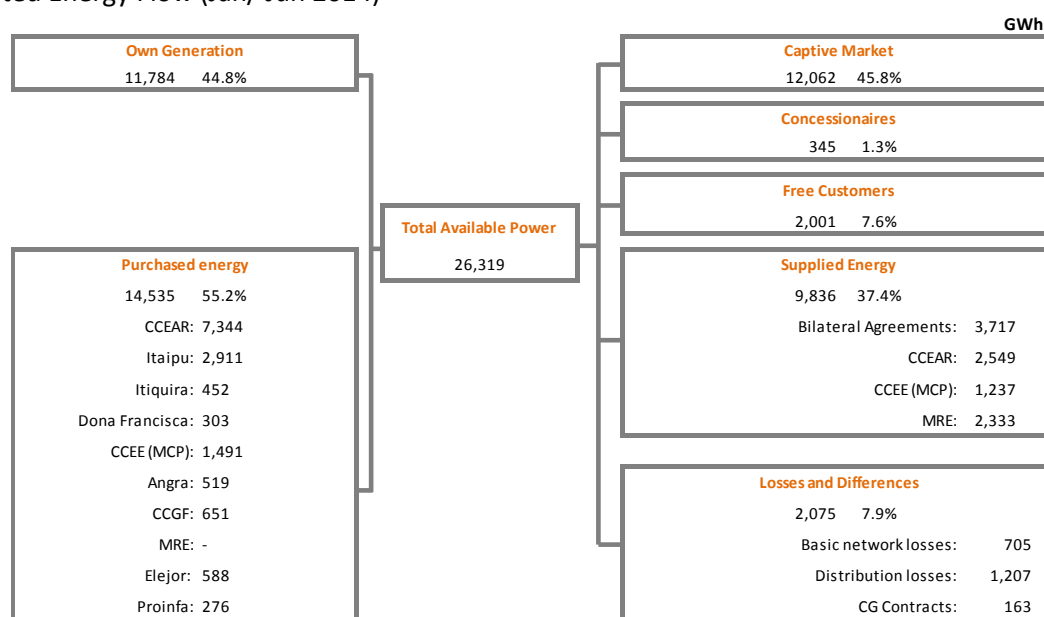 GWh
Own Generation
11,784 44.8%
Purchased energy
14,535 55.2%
CCEAR: 7,344
Itaipu: 2,911
Itiquira: 452
Dona Francisca: 303
CCEE (MCP): 1,491
Angra: 519
CCGF: 651
MRE: -
Elejor: 588
Proinfa: 276
Total Available Power
26,319
Captive Market
12,062 45.8%
Concessionaires
345 1.3%
Free Customers
2,001 7.6%
Supplied Energy
9,836 37.4%
Bilateral Agreements: 3,717
CCEAR: 2,549
CCEE (MCP): 1,237
MRE: 2,333
Losses and Differences
2,075 7.9%
Basic network losses: 705
Distribution losses: 1,207
CG Contracts: 163